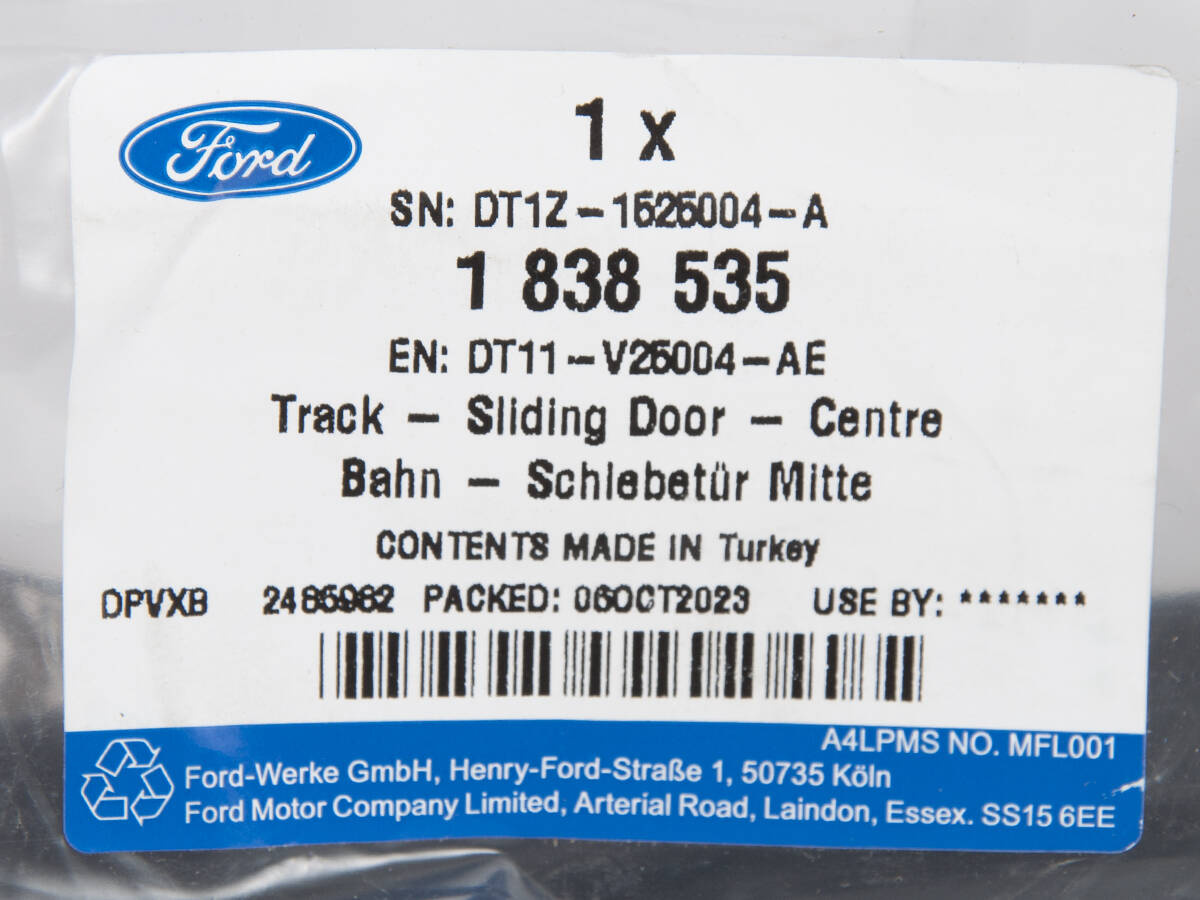 Ford
1 x
SN: DT1Z-1525004-A
1 838 535
EN: DT11-V25004-AE
Track - Sliding Door - Centre
Bahn - Schiebetür Mitte
CONTENTS MADE IN Turkey
DPVXB 2485962 PACKED: 06OCT2023 USE BY: *******
A4LPMS NO. MFL001
Ford-Werke GmbH, Henry-Ford-Straße 1, 50735 Köln
Ford Motor Company Limited, Arterial Road, Laindon, Essex. SS15 6EE